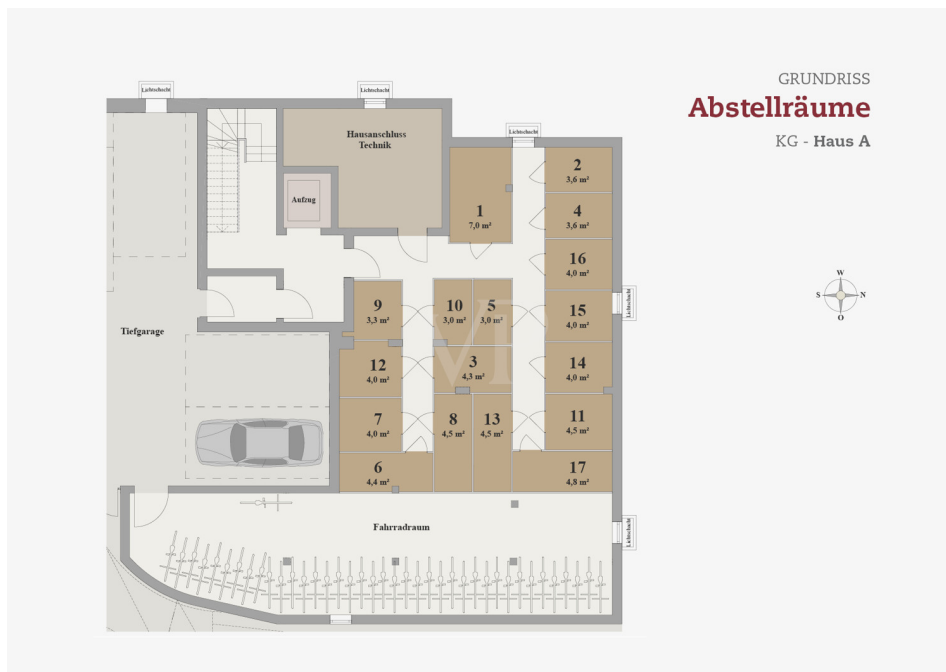 GRUNDRISS
Abstellräume
KG - Haus A
Lichtschacht
Lichtschacht
Lichtschacht
Hausanschluss
Technik
Aufzug
1
7,0 m²
2
3,6 m²
4
3,6 m²
16
4,0 m²
15
4,0 m²
Lichtschacht
14
4,0 m²
11
4,5 m²
17
4,8 m²
9
3,3 m²
10
3,0 m²
5
3,0 m²
3
4,3 m²
12
4,0 m²
7
4,0 m²
8
4,5 m²
13
4,5 m²
6
4,4 m²
Tiefgarage
Fahrradraum
Lichtschacht
W
S
N
O